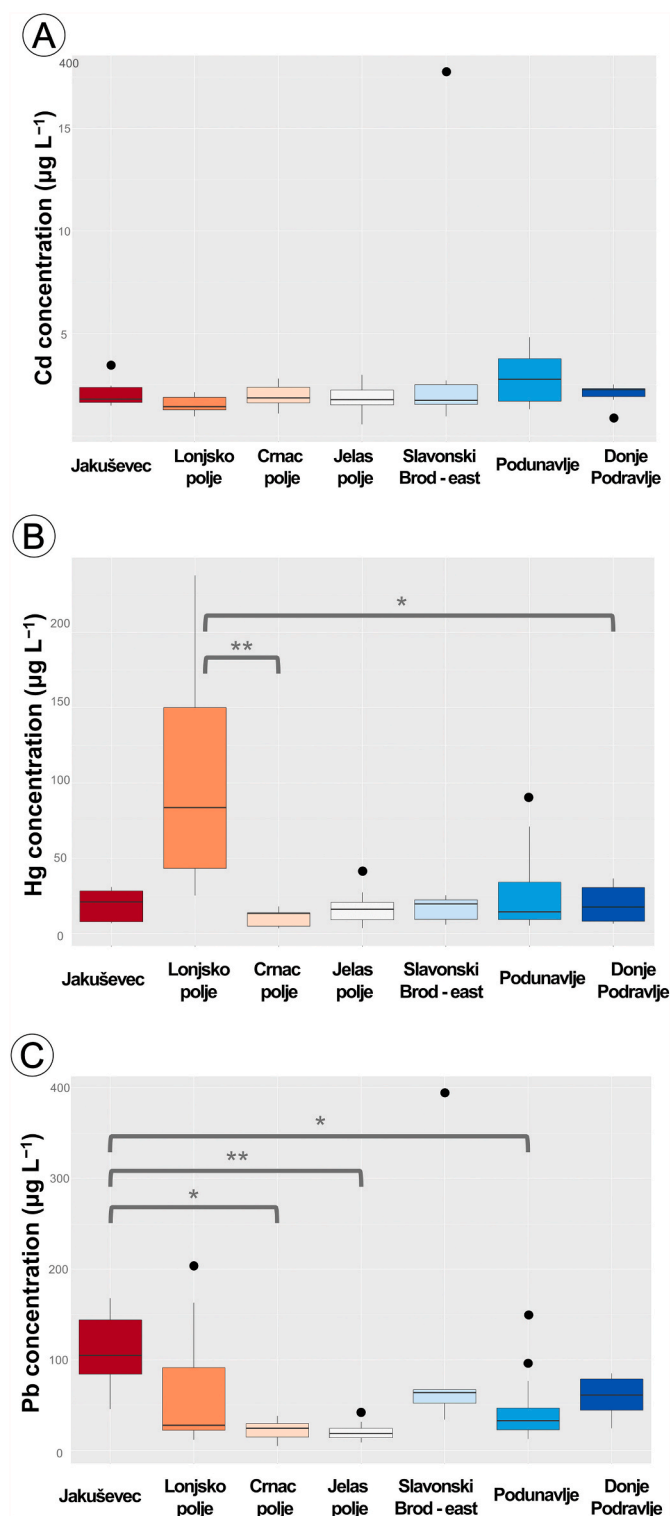 A
Cd concentration (µg L⁻¹)
400
15
10
5
Jakuševec
Lonjsko
polje
Crnac
polje
Jelas
polje
Slavonski
Brod - east
Podunavlje
Donje
Podravlje
B
Hg concentration (µg L⁻¹)
200
150
100
50
0
*
**
Jakuševec
Lonjsko
polje
Crnac
polje
Jelas
polje
Slavonski
Brod - east
Podunavlje
Donje
Podravlje
C
Pb concentration (µg L⁻¹)
400
300
200
100
0
*
**
*
Jakuševec
Lonjsko
polje
Crnac
polje
Jelas
polje
Slavonski
Brod - east
Podunavlje
Donje
Podravlje